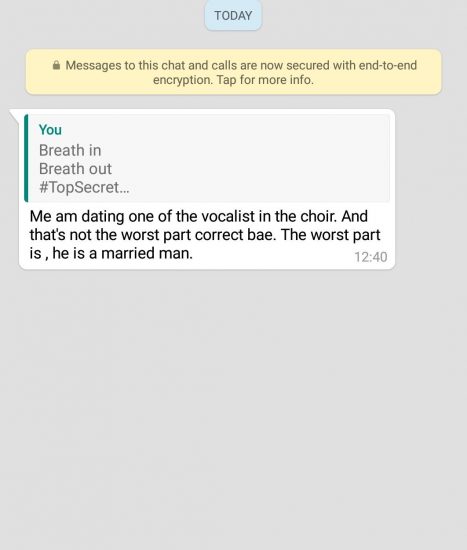 TODAY
Messages to this chat and calls are now secured with end-to-end
encryption. Tap for more info.
You
Breath in
Breath out
#TopSecret...
Me am dating one of the vocalist in the choir. And
that's not the worst part correct bae. The worst part
is , he is a married man.
12:40